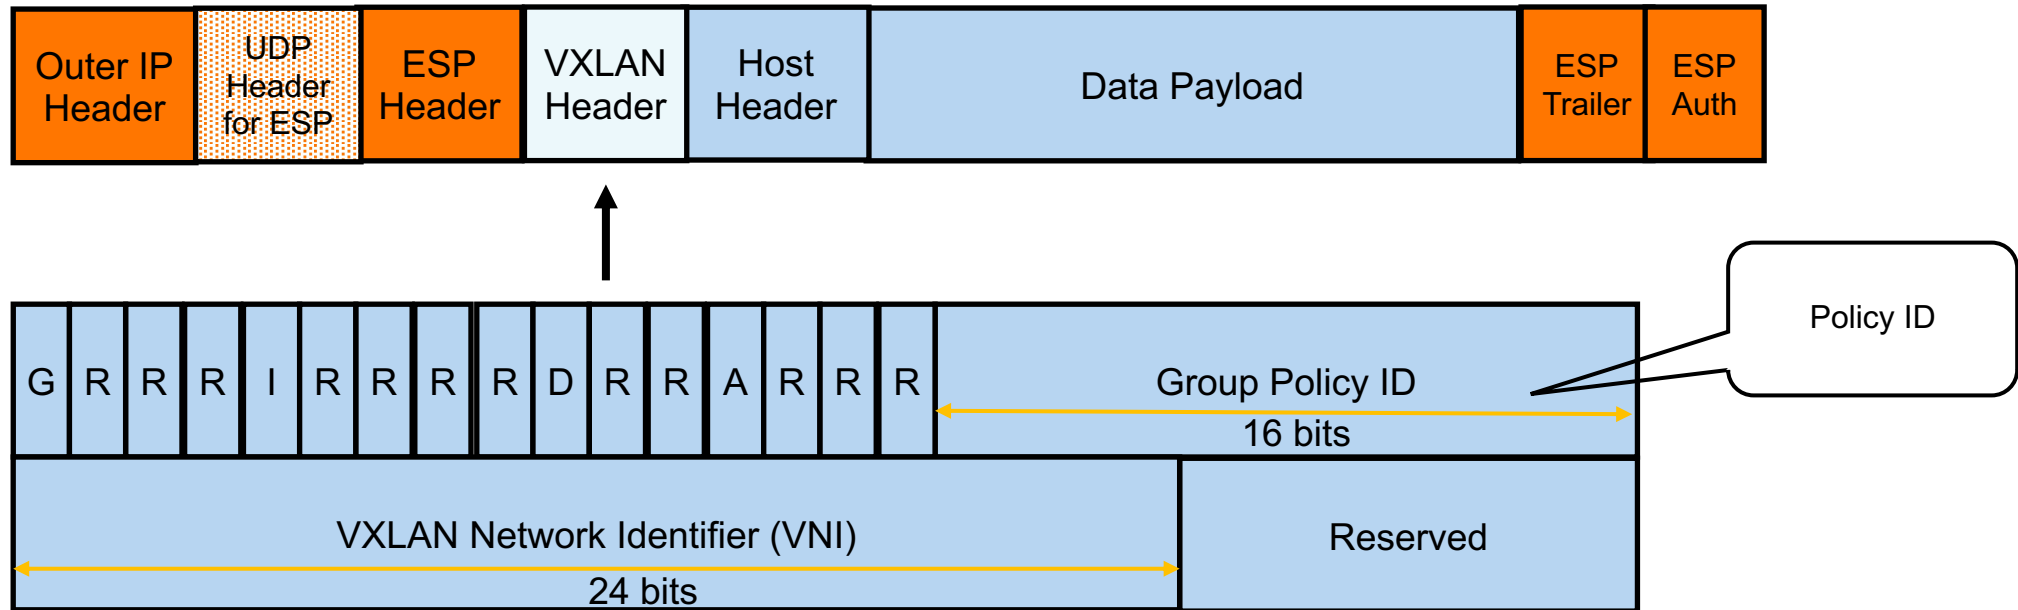 Outer IP
Header
UDP
Header
for ESP
ESP
Header
VXLAN
Header
Host
Header
Data Payload
ESP
Trailer
ESP
Auth
Policy ID
G R R R I R R R R D R R A R R R
Group Policy ID
16 bits
VXLAN Network Identifier (VNI)
24 bits
Reserved